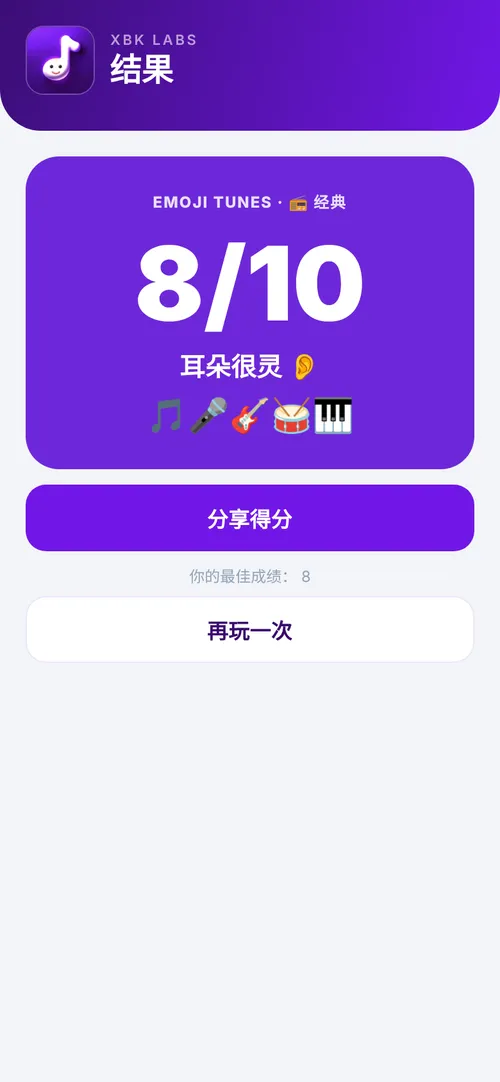 XBK LABS
结果
EMOJI TUNES · 📻 经典
8/10
耳朵很灵 👂
🎵🎤🎸🥁🎹
分享得分
你的最佳成绩： 8
再玩一次